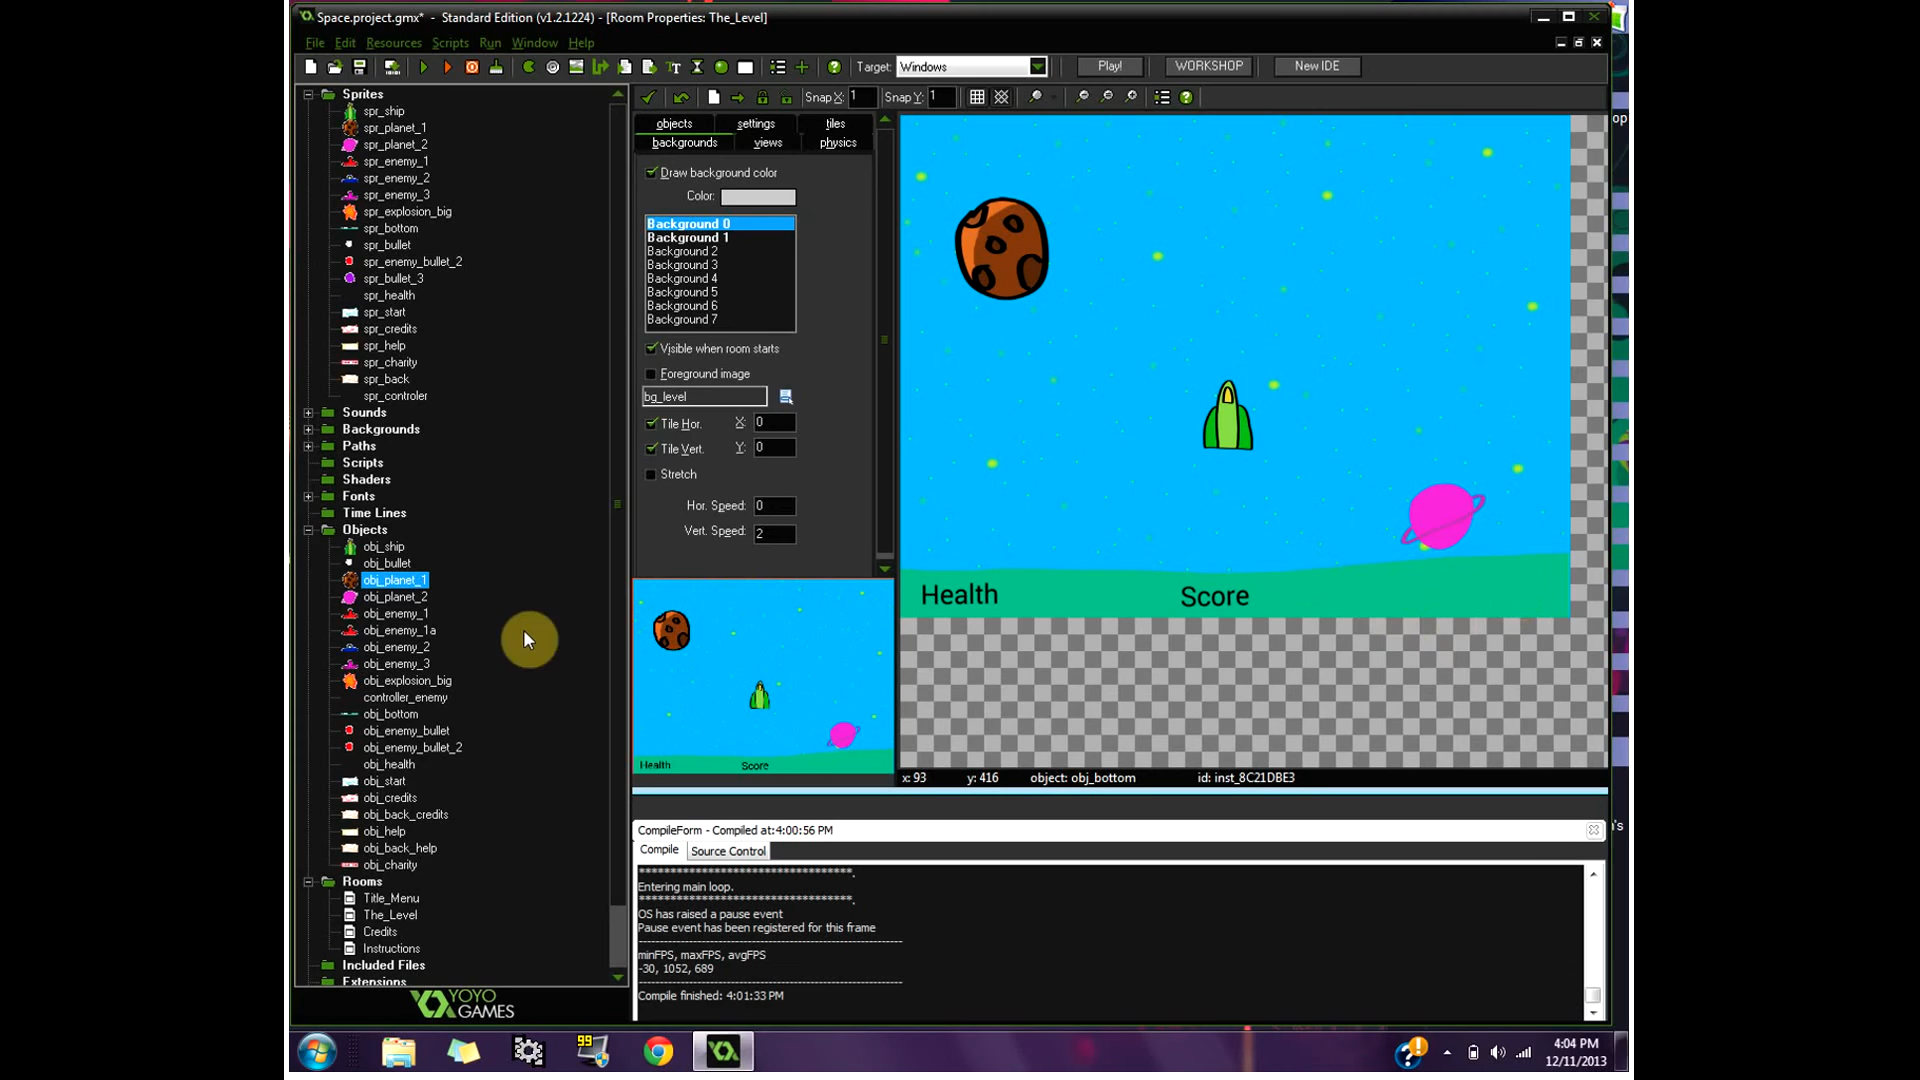 Space.project.gmx* - Standard Edition (v1.2.1224) - [Room Properties: The_Level]
File Edit Resources Scripts Run Window Help
Target: Windows Play! WORKSHOP New IDE
Sprites
spr_ship
spr_planet_1
spr_planet_2
spr_enemy_1
spr_enemy_2
spr_enemy_3
spr_explosion_big
spr_bottom
spr_bullet
spr_enemy_bullet_2
spr_bullet_3
spr_health
spr_start
spr_credits
spr_help
spr_charity
spr_back
spr_controler
Sounds
Backgrounds
Paths
Scripts
Shaders
Fonts
Time Lines
Objects
obj_ship
obj_bullet
obj_planet_1
obj_planet_2
obj_enemy_1
obj_enemy_1a
obj_enemy_2
obj_enemy_3
obj_explosion_big
controller_enemy
obj_bottom
obj_enemy_bullet
obj_enemy_bullet_2
obj_health
obj_start
obj_credits
obj_back_credits
obj_help
obj_back_help
obj_charity
Rooms
Title_Menu
The_Level
Credits
Instructions
Included Files
Extensions
YOYO
GAMES
Snap X: 1 Snap Y: 1
objects settings tiles
backgrounds views physics
Draw background color
Color:
Background 0
Background 1
Background 2
Background 3
Background 4
Background 5
Background 6
Background 7
Visible when room starts
Foreground image
bg_level
Tile Hor. X: 0
Tile Vert. Y: 0
Stretch
Hor. Speed: 0
Vert. Speed: 2
Health Score
Health Score
x: 93 y: 416 object: obj_bottom id: inst_8C21DBE3
CompileForm - Compiled at:4:00:56 PM
Compile Source Control
***********************************.
Entering main loop.
***********************************.
OS has raised a pause event
Pause event has been registered for this frame
--------------------------------------------------
minFPS, maxFPS, avgFPS
-30, 1052, 689
--------------------------------------------------
Compile finished: 4:01:33 PM
op
's
99
4:04 PM
12/11/2013